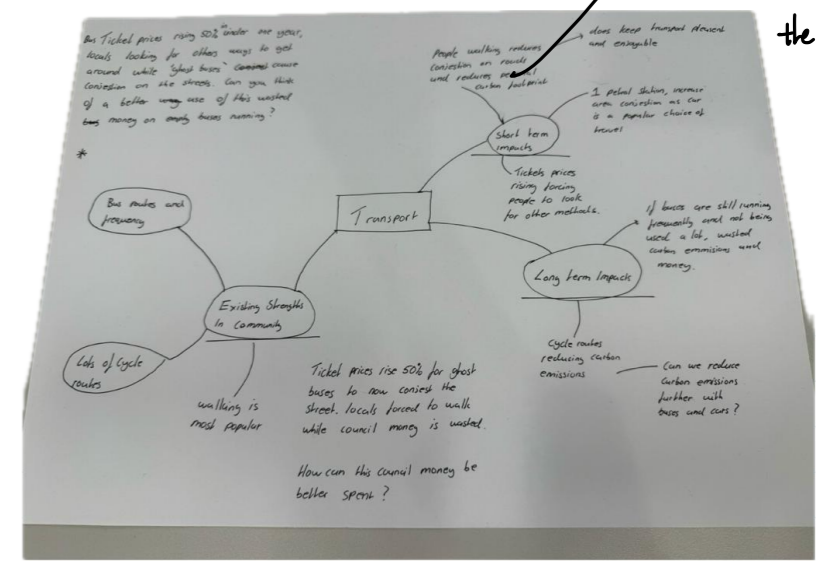 the
Bus Ticket prices rising 50% in under one year,
locals looking for others ways to get
around while 'ghost buses' cause
conjestion on the streets. Can you think
of a better use of this wasted
money on empty buses running?
*
People walking reduces
conjestion on roads
and reduces
carbon footprint
does keep transport pleasent
and enjoyable
1 petrol station, increase
area conjestion as car
is a popular choice of
travel
Short term
Impacts
Tickets prices
rising forcing
people to look
for other methods.
Transport
Bus routes and
frequency
if buses are still running
frequently and not being
used a lot, wasted
carbon emmisions and
money.
Long term Impacts
Existing Strengths
In Community
Lots of Cycle
routes
walking is
most popular
Cycle routes
reducing carbon
emissions
Can we reduce
carbon emissions
further with
buses and cars?
Ticket prices rise 50% for ghost
buses to now conjest the
street. locals forced to walk
while council money is wasted.
How can this council money be
better spent?